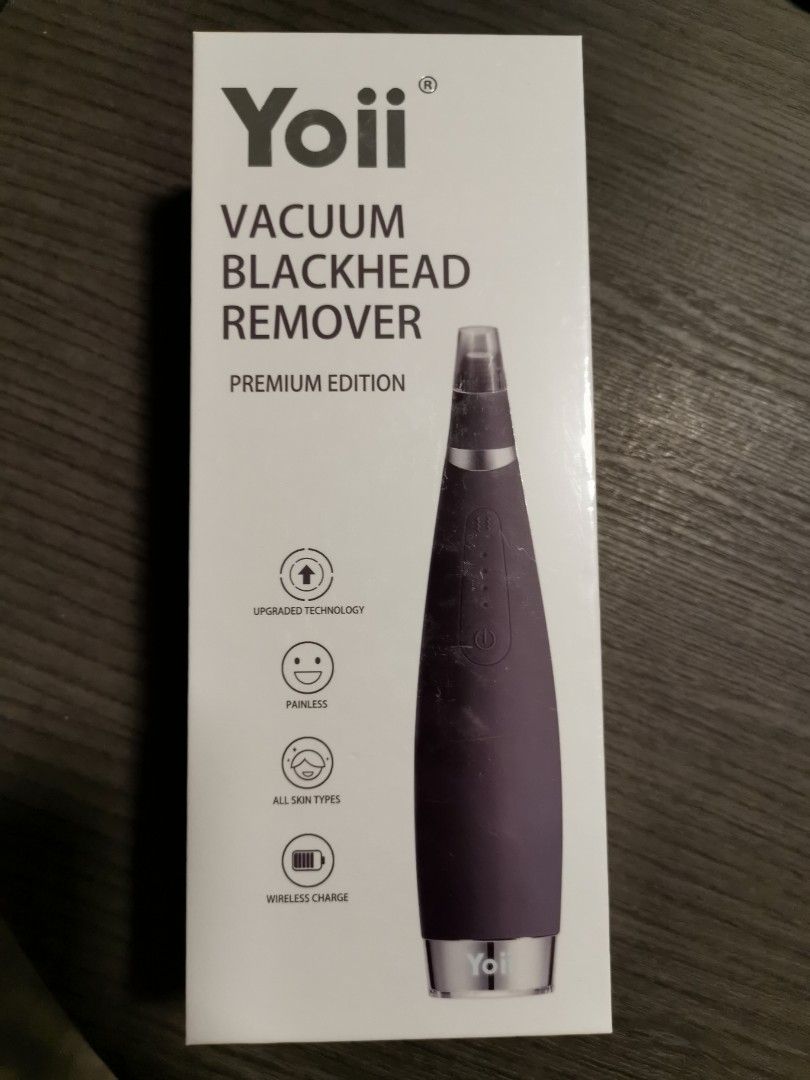 Yoii ®
VACUUM
BLACKHEAD
REMOVER
PREMIUM EDITION
UPGRADED TECHNOLOGY
PAINLESS
ALL SKIN TYPES
WIRELESS CHARGE
Yoii